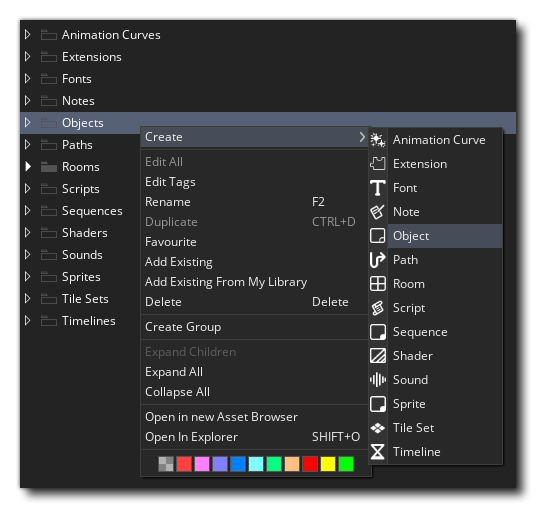 Animation Curves
Extensions
Fonts
Notes
Objects
Paths
Rooms
Scripts
Sequences
Shaders
Sounds
Sprites
Tile Sets
Timelines
Create
Edit All
Edit Tags
Rename F2
Duplicate CTRL+D
Favourite
Add Existing
Add Existing From My Library
Delete Delete
Create Group
Expand Children
Expand All
Collapse All
Open in new Asset Browser
Open In Explorer SHIFT+O
Animation Curve
Extension
Font
Note
Object
Path
Room
Script
Sequence
Shader
Sound
Sprite
Tile Set
Timeline